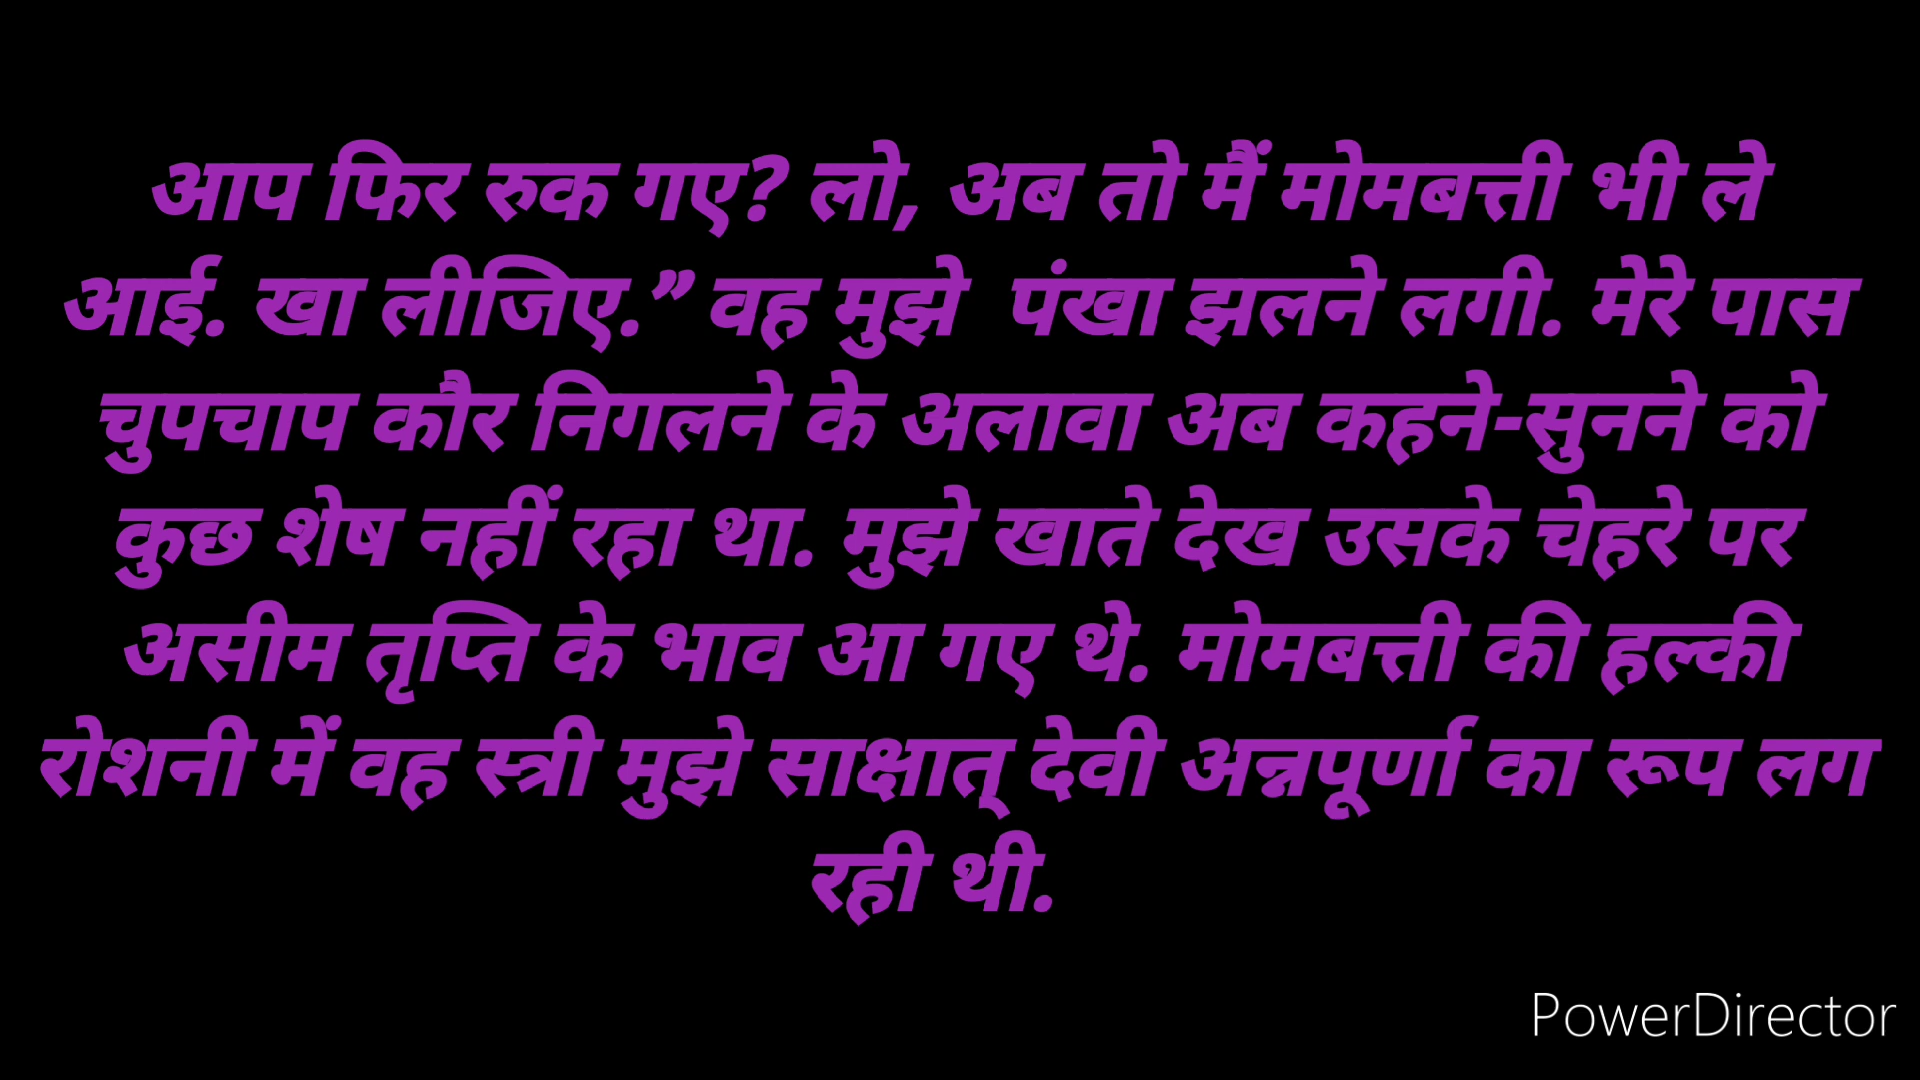 आप फिर रुक गए? लो, अब तो मैं मोमबत्ती भी ले
आई. खा लीजिए.” वह मुझे  पंखा झलने लगी. मेरे पास
चुपचाप कौर निगलने के अलावा अब कहने-सुनने को
कुछ शेष नहीं रहा था. मुझे खाते देख उसके चेहरे पर
असीम तृप्ति के भाव आ गए थे. मोमबत्ती की हल्की
रोशनी में वह स्त्री मुझे साक्षात् देवी अन्नपूर्णा का रूप लग
रही थी.
PowerDirector